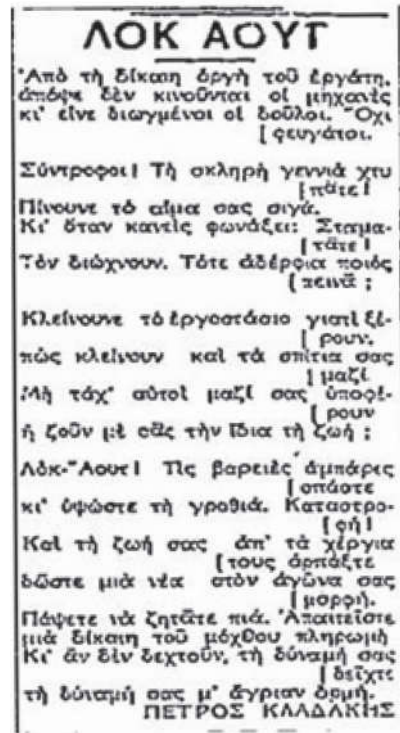 ΛΟΚ ΑΟΥΤ
Ἀπὸ τὴ δίκαιη ὀργὴ τοῦ ἐργάτη.
ἀπόψε δὲν κινοῦνται οἱ μηχανὲς
κι' εἶνε διωγμένοι οἱ δοῦλοι. Ὄχι
[ φευγάτοι.
Σύντροφοι! Τὴ σκληρὴ γεννιὰ χτυ
[ πᾶτε!
Πίνουνε τὸ αἷμα σας σιγά.
Κι' ὅταν κανεὶς φωνάξει: Σταμα-
[ τᾶτε!
Τὸν διώχνουν. Τότε ἀδέρφια ποιὸς
[ πεινᾶ ;
Κλείνουνε τὸ ἐργοστάσιο γιατὶ ξέ-
[ ρουν.
πὼς κλείνουν καὶ τὰ σπίτια σας
[ μαζί
Μὴ τάχ' αὐτοὶ μαζί σας ὑποφέ-
[ ρουν
ἢ ζοῦν μὲ σᾶς τὴν ἴδια τὴ ζωή ;
Λόκ-Ἄουτ! Τὶς βαρειὲς ἀμπάρες
[ σπάστε
κι' ὑψῶστε τὴ γροθιά. Καταστρο-
[ φή!
Καὶ τὴ ζωή σας ἀπ' τὰ χέργια
[ τους ἁρπάξτε
δῶστε μιὰ νέα στὸν ἀγῶνα σας
[ μορφή.
Πάψετε νὰ ζητᾶτε πιά. Ἀπαιτεῖστε
μιὰ δίκαιη τοῦ μόχθου πληρωμὴ
Κι' ἂν δὲν δεχτοῦν, τὴ δύναμή σας
[ δεῖχτε
τὴ δύναμή σας μ' ἄγριαν ὁρμή.
ΠΕΤΡΟΣ ΚΛΑΔΑΚΗΣ